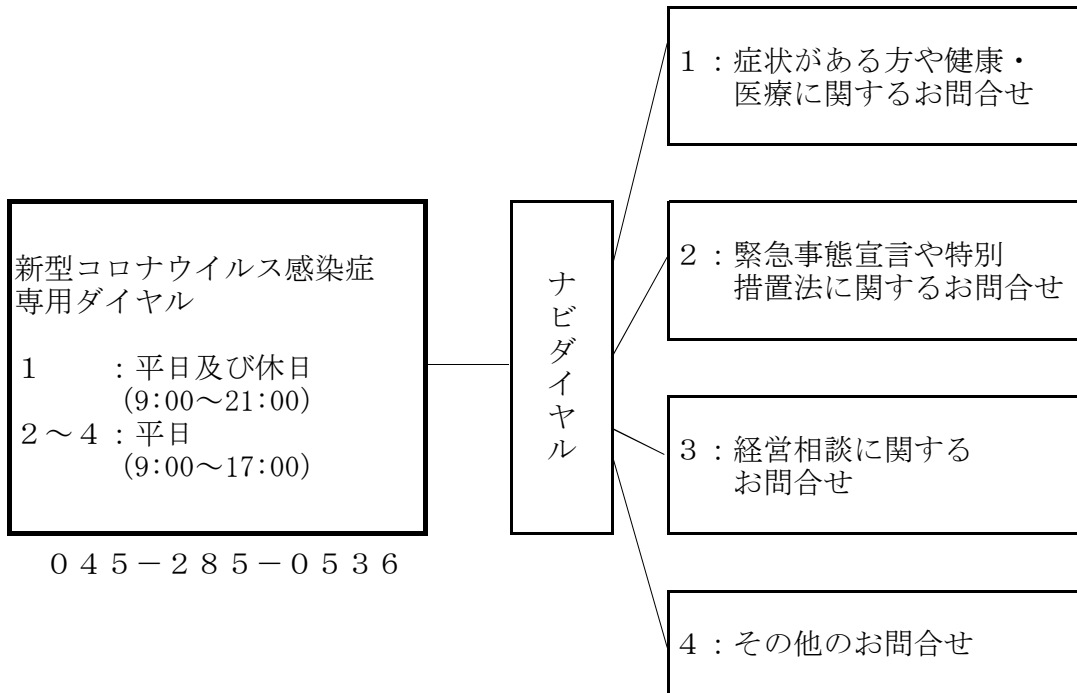 新型コロナウイルス感染症
専用ダイヤル
１　　：平日及び休日
(9:00～21:00)
２～４：平日
(9:00～17:00)
０４５－２８５－０５３６
ナビダイヤル
１：症状がある方や健康・
医療に関するお問合せ
２：緊急事態宣言や特別
措置法に関するお問合せ
３：経営相談に関する
お問合せ
４：その他のお問合せ